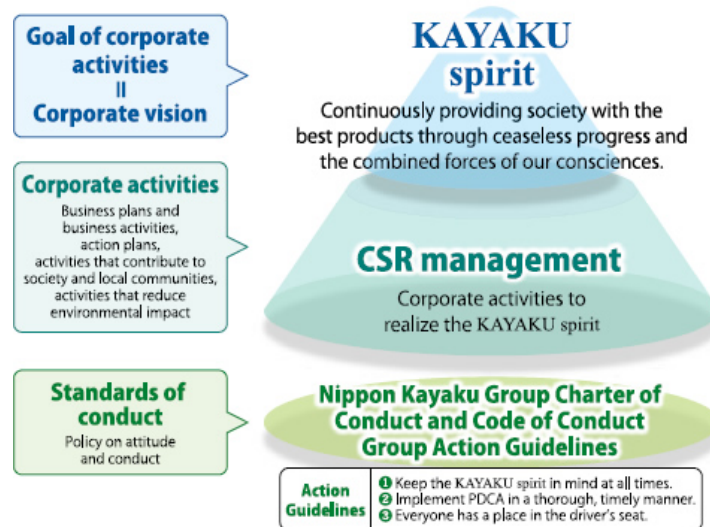 Goal of corporate
activities
=
Corporate vision
KAYAKU
spirit
Continuously providing society with the
best products through ceaseless progress and
the combined forces of our consciences.
Corporate activities
Business plans and
business activities,
action plans,
activities that contribute to
society and local communities,
activities that reduce
environmental impact
CSR management
Corporate activities to
realize the KAYAKU spirit
Standards of
conduct
Policy on attitude
and conduct
Nippon Kayaku Group Charter of
Conduct and Code of Conduct
Group Action Guidelines
Action
Guidelines
❶ Keep the KAYAKU spirit in mind at all times.
❷ Implement PDCA in a thorough, timely manner.
❸ Everyone has a place in the driver's seat.